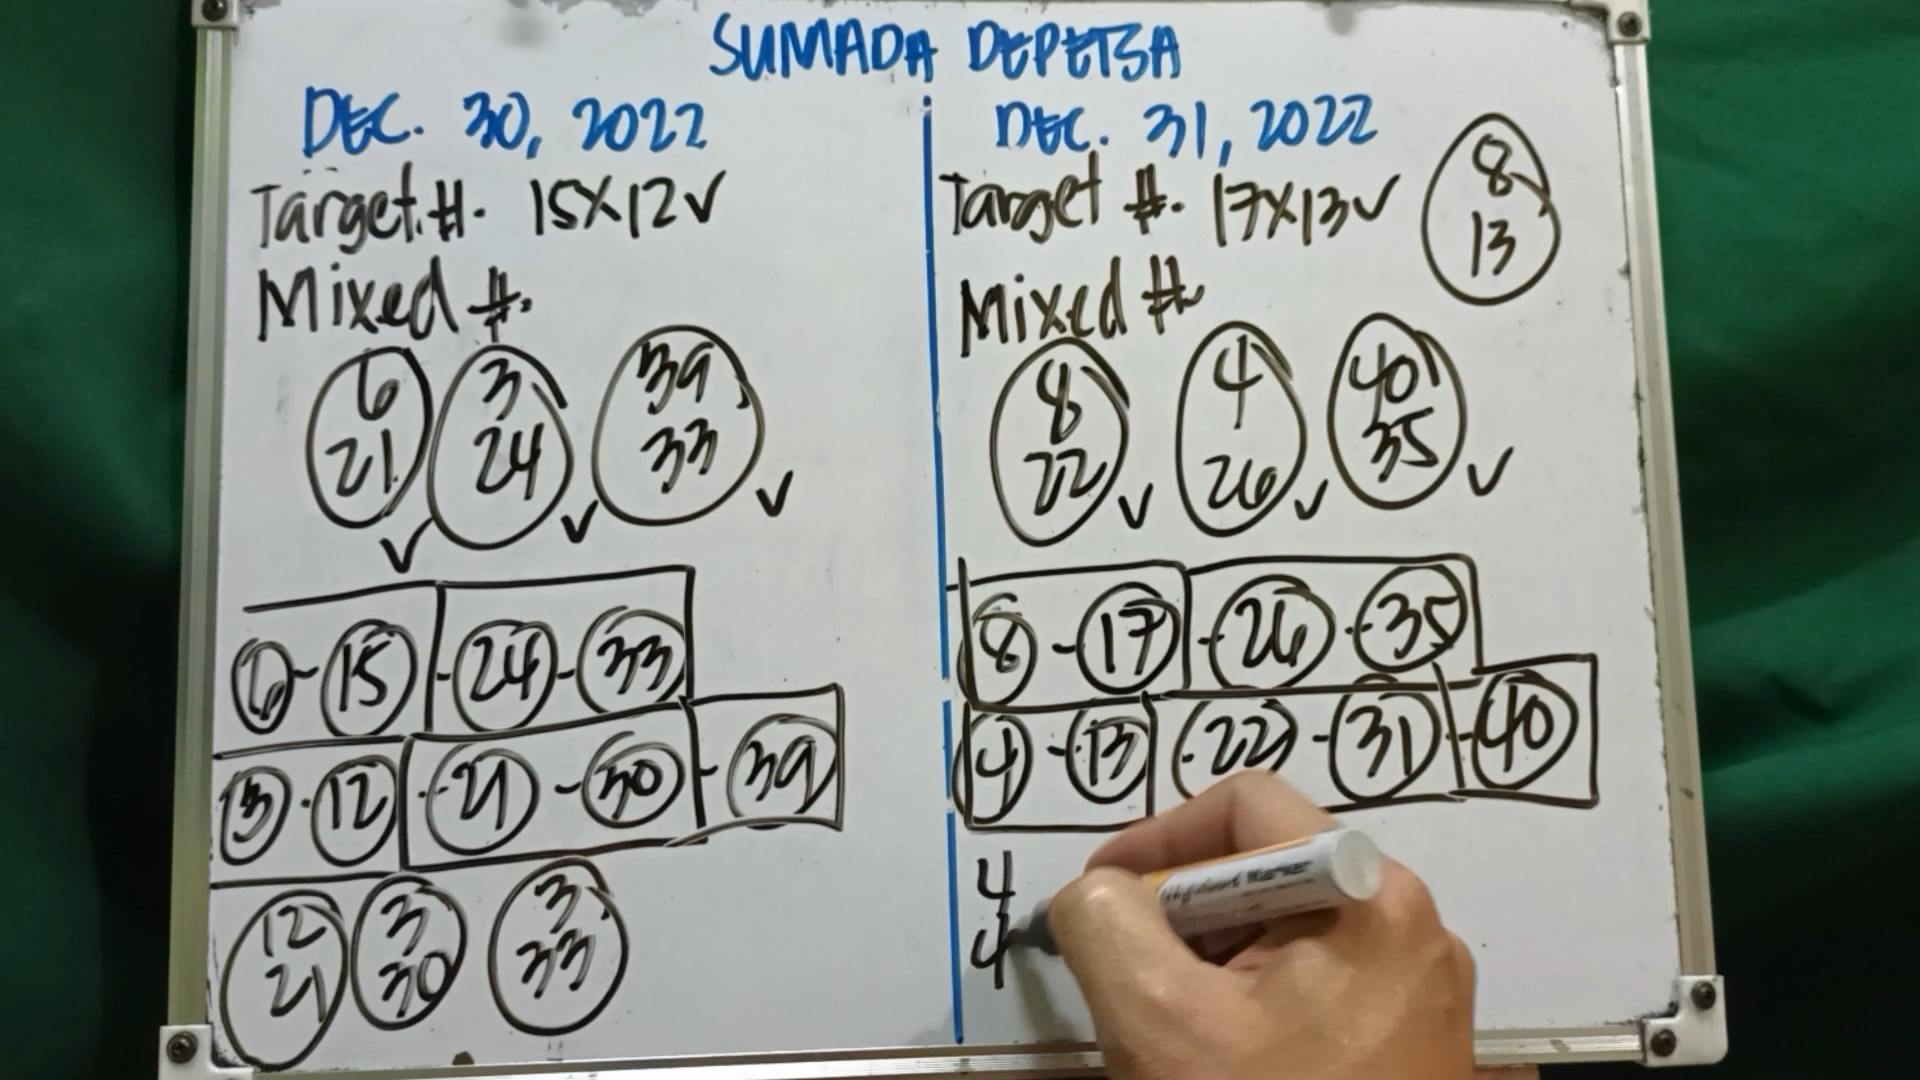 SUMADA DEPETSA
DEC. 30, 2022
Target #. 15X12✓
Mixed #.
6 3 39
21 24 33
✓ ✓ ✓
6-15-24-33
3-12-21-30-39
12 3 3
21 30 33
DEC. 31, 2022
Target #. 17X13✓
8
13
Mixed #.
8 4 40
22 26 35
✓ ✓ ✓
8-17-26-35
4-13-22-31-40
4
4